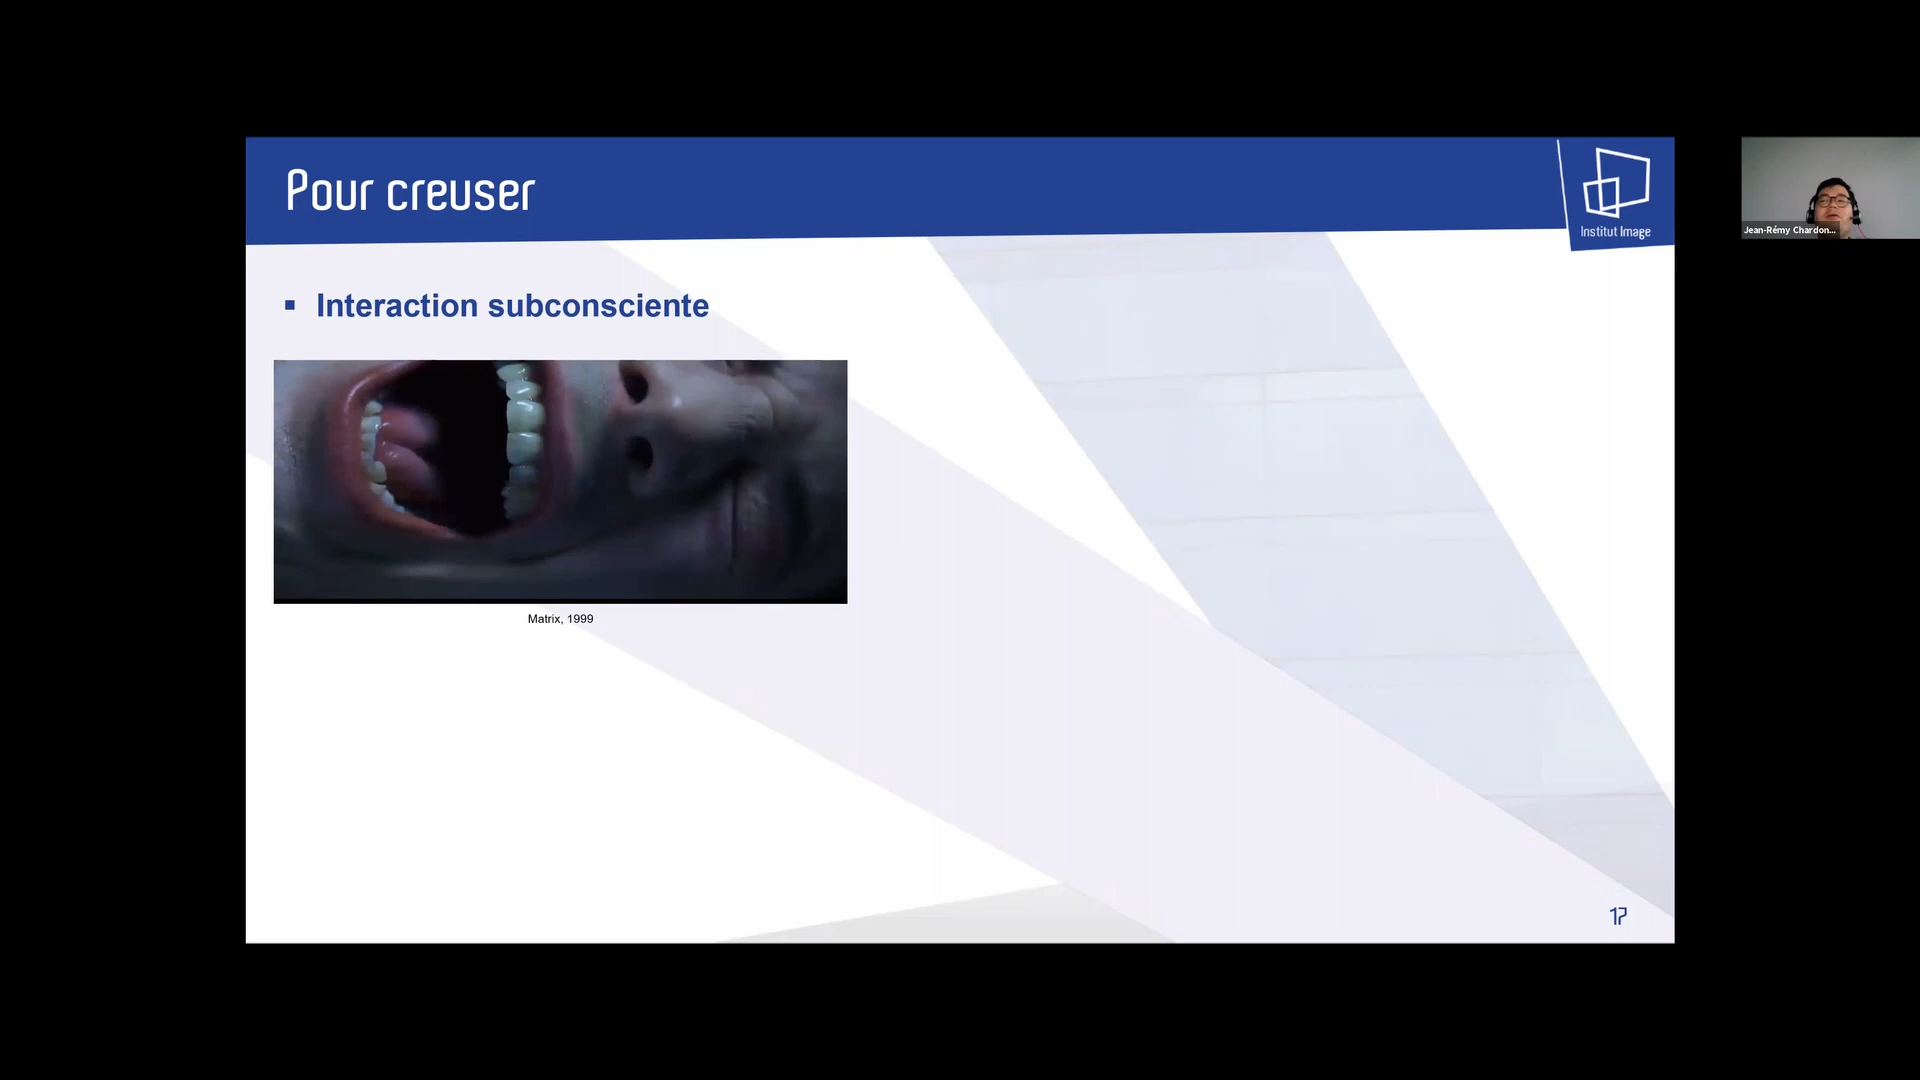 Pour creuser
Institut Image
Jean-Rémy Chardon...
▪ Interaction subconsciente
Matrix, 1999
17